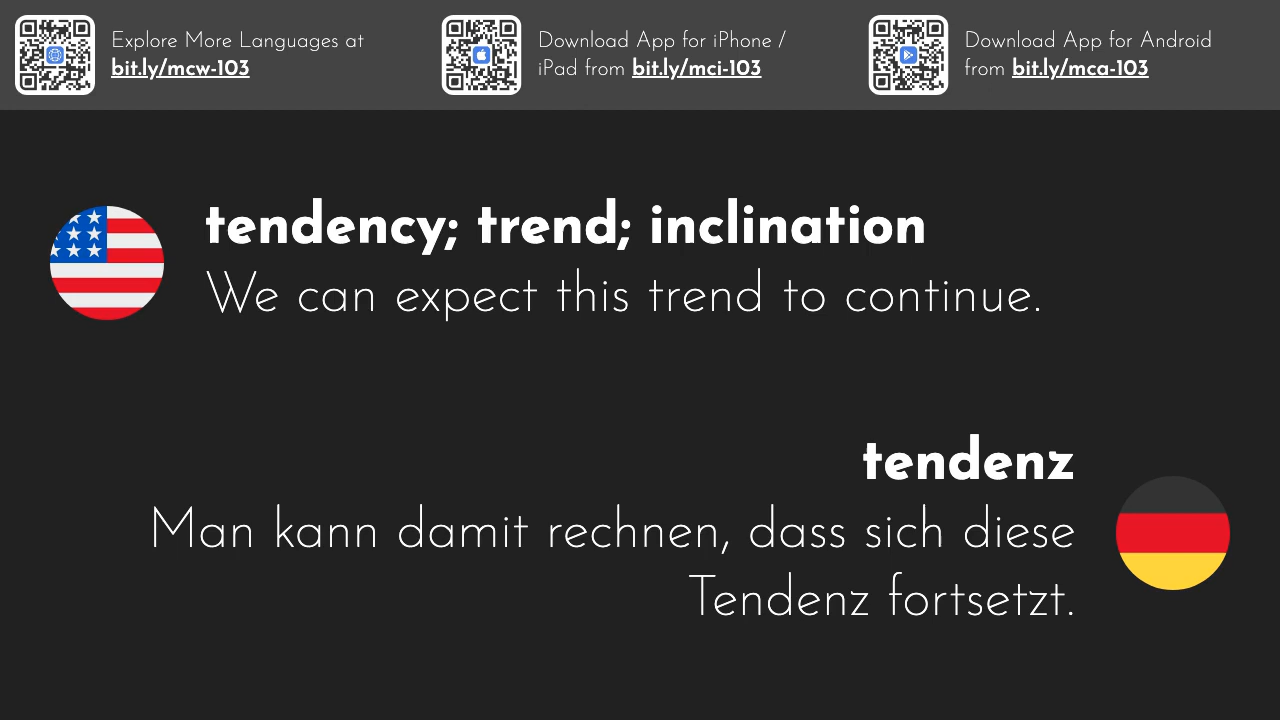 Explore More Languages at
bit.ly/mcw-103
Download App for iPhone /
iPad from bit.ly/mci-103
Download App for Android
from bit.ly/mca-103
tendency; trend; inclination
We can expect this trend to continue.
tendenz
Man kann damit rechnen, dass sich diese
Tendenz fortsetzt.